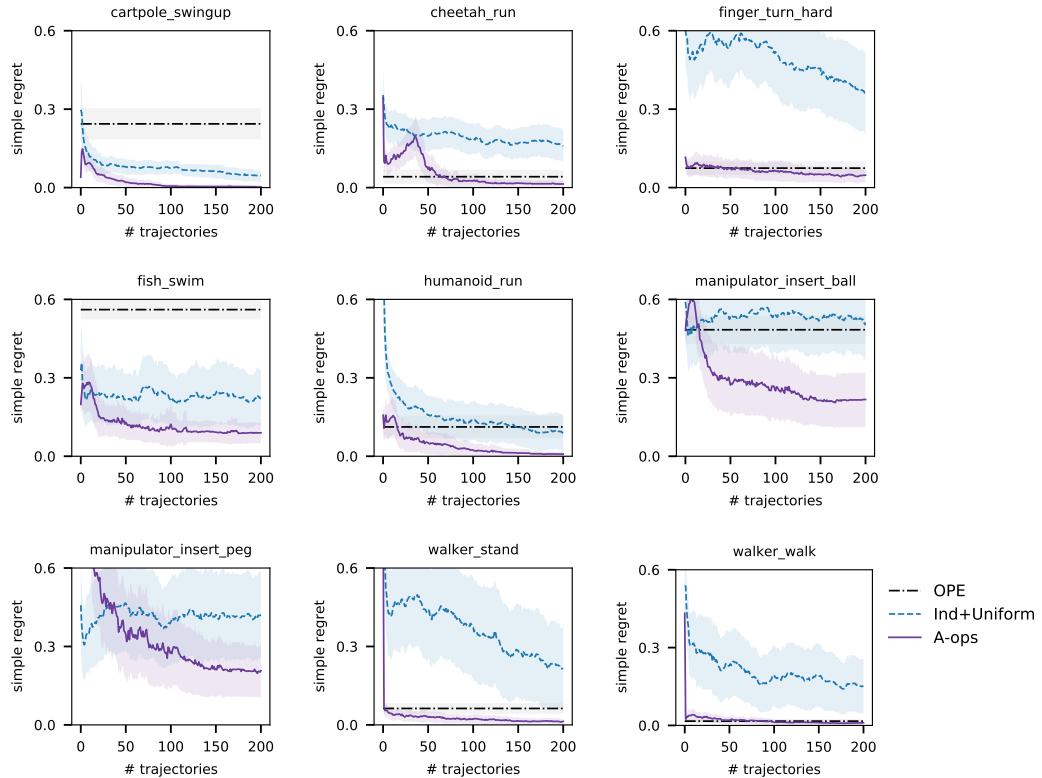 cartpole_swingup
cheetah_run
finger_turn_hard
0.6
0.3
0.0
simple regret
0 50 100 150 200
# trajectories
0.6
0.3
0.0
simple regret
0 50 100 150 200
# trajectories
0.6
0.3
0.0
simple regret
0 50 100 150 200
# trajectories
fish_swim
humanoid_run
manipulator_insert_ball
0.6
0.3
0.0
simple regret
0 50 100 150 200
# trajectories
0.6
0.3
0.0
simple regret
0 50 100 150 200
# trajectories
0.6
0.3
0.0
simple regret
0 50 100 150 200
# trajectories
manipulator_insert_peg
walker_stand
walker_walk
0.6
0.3
0.0
simple regret
0 50 100 150 200
# trajectories
0.6
0.3
0.0
simple regret
0 50 100 150 200
# trajectories
0.6
0.3
0.0
simple regret
0 50 100 150 200
# trajectories
OPE
Ind+Uniform
A-ops